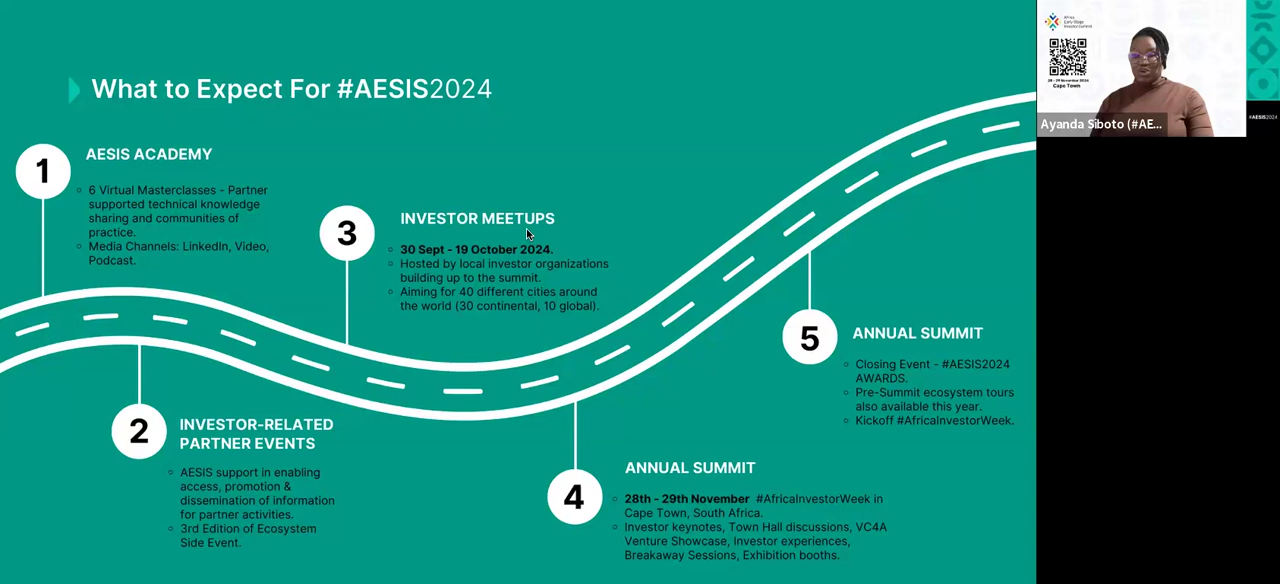 What to Expect For #AESIS2024
1
AESIS ACADEMY
6 Virtual Masterclasses - Partner
supported technical knowledge
sharing and communities of
practice.
Media Channels: LinkedIn, Video,
Podcast.
2
INVESTOR-RELATED
PARTNER EVENTS
AESIS support in enabling
access, promotion &
dissemination of information
for partner activities.
3rd Edition of Ecosystem
Side Event.
3
INVESTOR MEETUPS
30 Sept - 19 October 2024.
Hosted by local investor organizations
building up to the summit.
Aiming for 40 different cities around
the world (30 continental, 10 global).
4
ANNUAL SUMMIT
28th - 29th November #AfricaInvestorWeek in
Cape Town, South Africa.
Investor keynotes, Town Hall discussions, VC4A
Venture Showcase, Investor experiences,
Breakaway Sessions, Exhibition booths.
5
ANNUAL SUMMIT
Closing Event - #AESIS2024
AWARDS.
Pre-Summit ecosystem tours
also available this year.
Kickoff #AfricaInvestorWeek.
Africa
Early Stage
Investor Summit
28 - 29 November 2024
Cape Town
Ayanda Siboto (#AE...
#AESIS2024